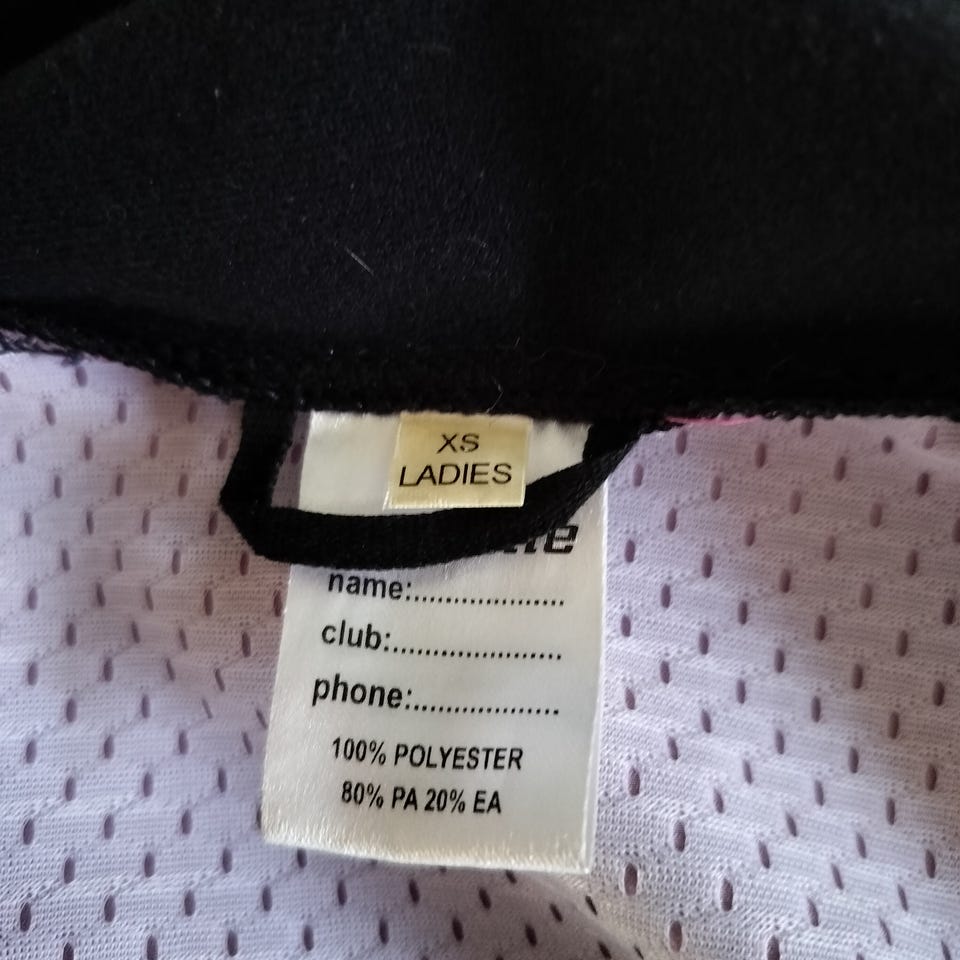 XS
LADIES
name:....................
club:......................
phone:...................
100% POLYESTER
80% PA 20% EA